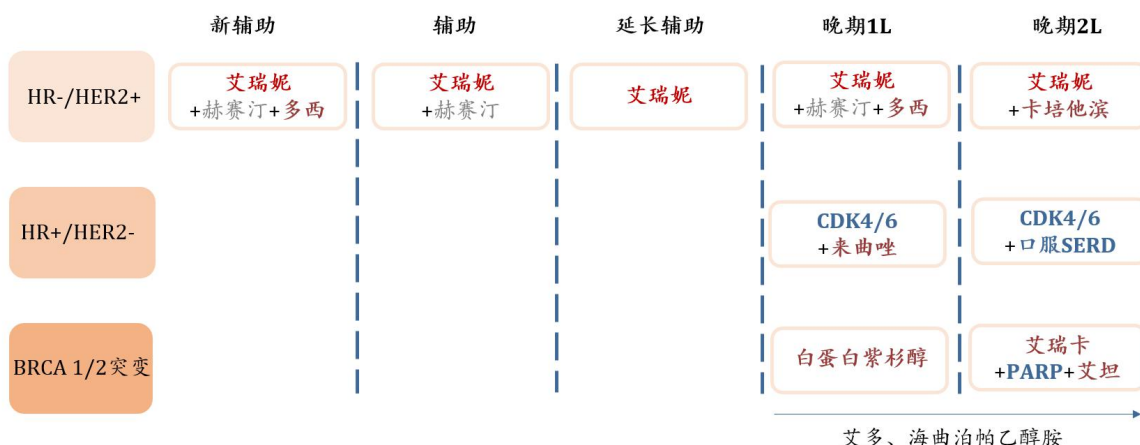 新辅助 辅助 延长辅助 晚期1L 晚期2L
HR-/HER2+
艾瑞妮
+赫赛汀+多西
艾瑞妮
+赫赛汀
艾瑞妮
艾瑞妮
+赫赛汀+多西
艾瑞妮
+卡培他滨
HR+/HER2-
CDK4/6
+来曲唑
CDK4/6
+口服SERD
BRCA 1/2突变
白蛋白紫杉醇
艾瑞卡
+PARP+艾坦
艾多、海曲泊帕乙醇胺